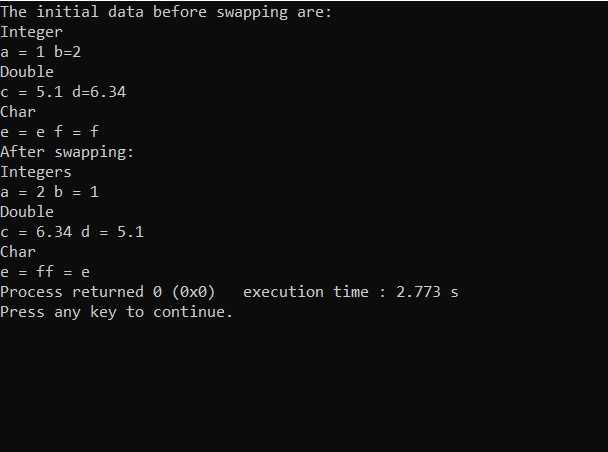 The initial data before swapping are:
Integer
a = 1 b=2
Double
c = 5.1 d=6.34
Char
e = e f = f
After swapping:
Integers
a = 2 b = 1
Double
c = 6.34 d = 5.1
Char
e = ff = e
Process returned 0 (0x0)   execution time : 2.773 s
Press any key to continue.